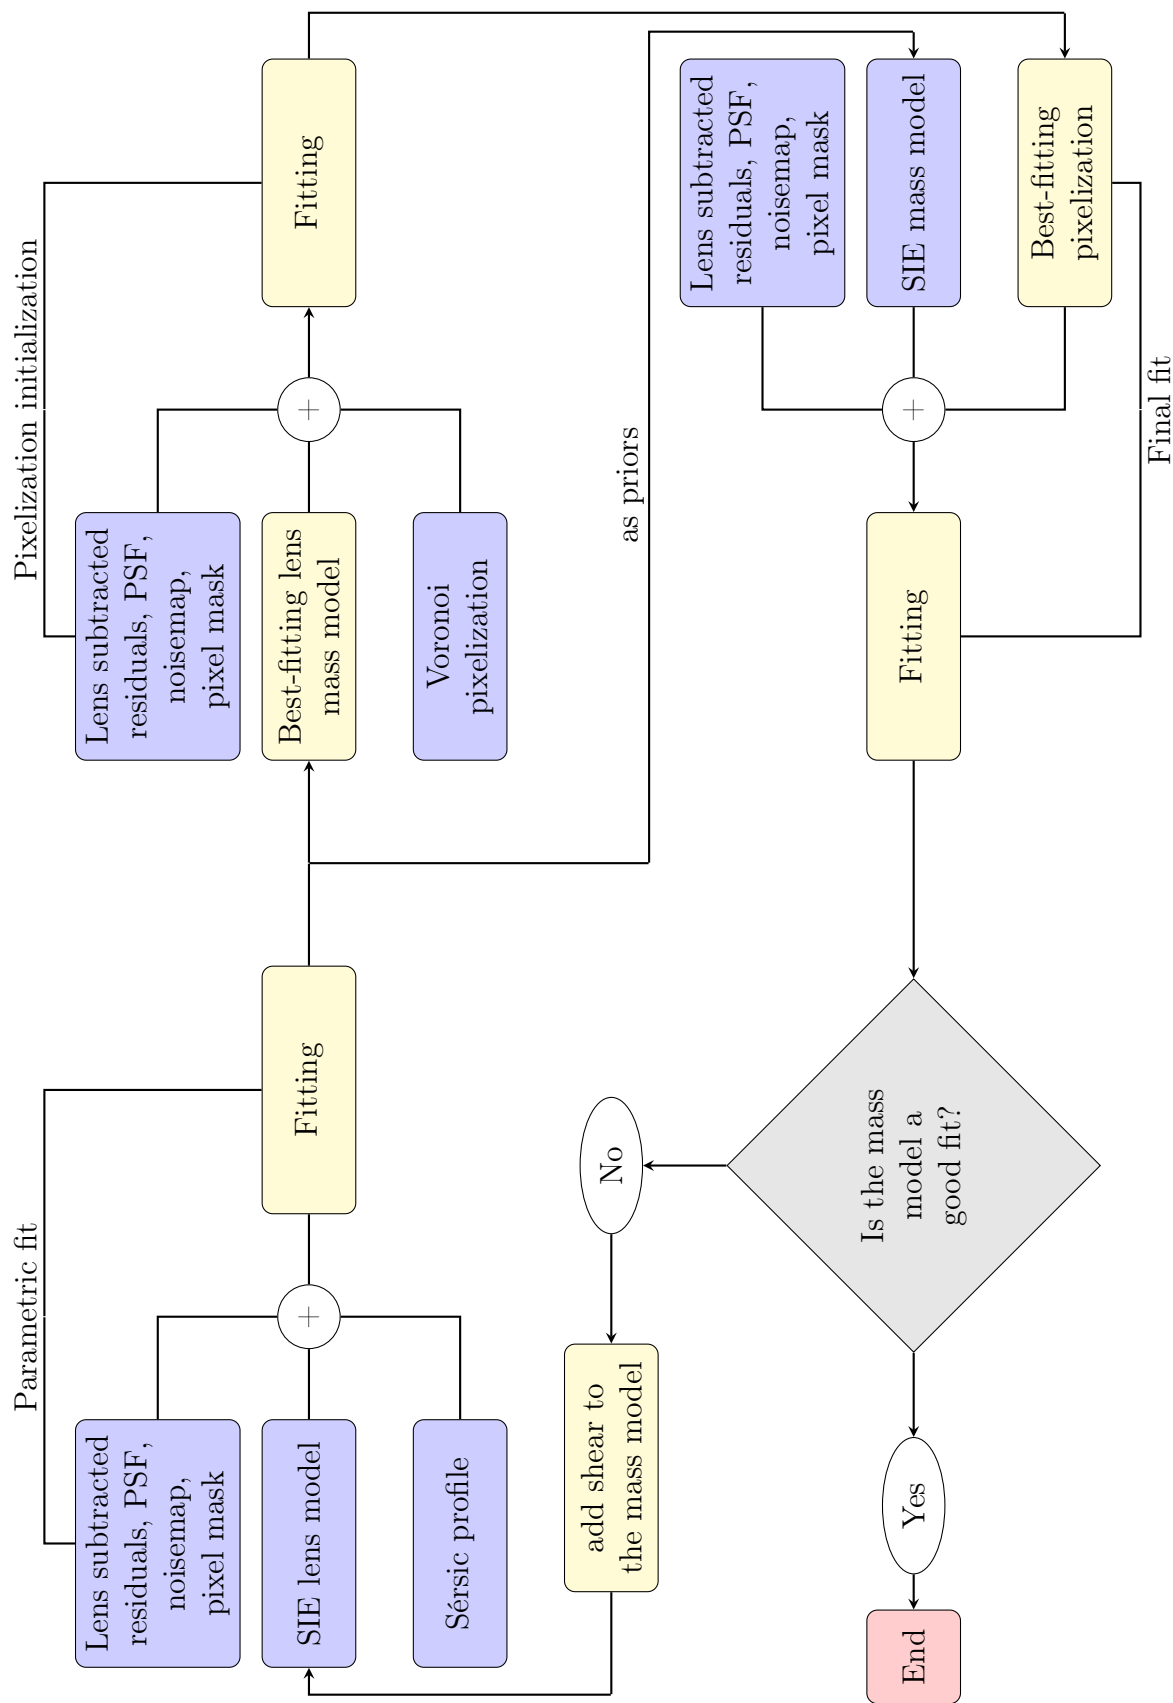 Parametric fit
Lens subtracted
residuals, PSF,
noisemap,
pixel mask
SIE lens model
Sérsic profile
+
Fitting
Pixelization initialization
Lens subtracted
residuals, PSF,
noisemap,
pixel mask
Best-fitting lens
mass model
Voronoi
pixelization
+
Fitting
as priors
Lens subtracted
residuals, PSF,
noisemap,
pixel mask
SIE mass model
Best-fitting
pixelization
+
Fitting
Final fit
Is the mass
model a
good fit?
No
add shear to
the mass model
Yes
End